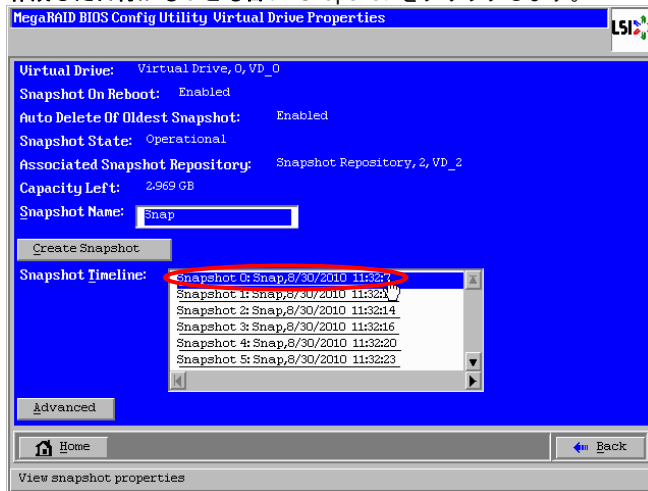 MegaRAID BIOS Config Utility Virtual Drive Properties
LSI
Virtual Drive: Virtual Drive, 0, VD_0
Snapshot On Reboot: Enabled
Auto Delete Of Oldest Snapshot: Enabled
Snapshot State: Operational
Associated Snapshot Repository: Snapshot Repository, 2, VD_2
Capacity Left: 2.969 GB
Snapshot Name: Snap
Create Snapshot
Snapshot Timeline:
Snapshot 0: Snap,8/30/2010
Snapshot 1: Snap,8/30/2010
Snapshot 2: Snap,8/30/2010 11:32:14
Snapshot 3: Snap,8/30/2010 11:32:16
Snapshot 4: Snap,8/30/2010 11:32:20
Snapshot 5: Snap,8/30/2010 11:32:23
Advanced
Home
Back
View snapshot properties